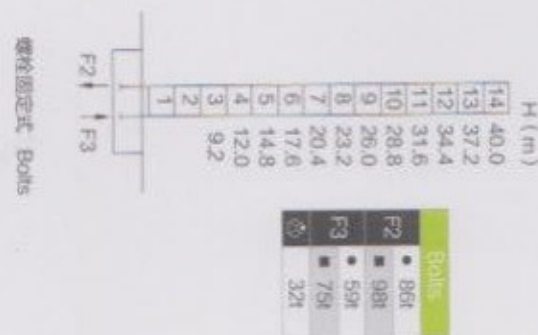 H (m)
14 40.0
13 37.2
12 34.4
11 31.6
10 28.8
9 26.0
8 23.2
7 20.4
6 17.6
5 14.8
4 12.0
3 9.2
2
1
F2 F3
螺栓固定式 Bolts
Bolts
F2 ● 86t
■ 98t
F3 ● 59t
■ 75t
32t